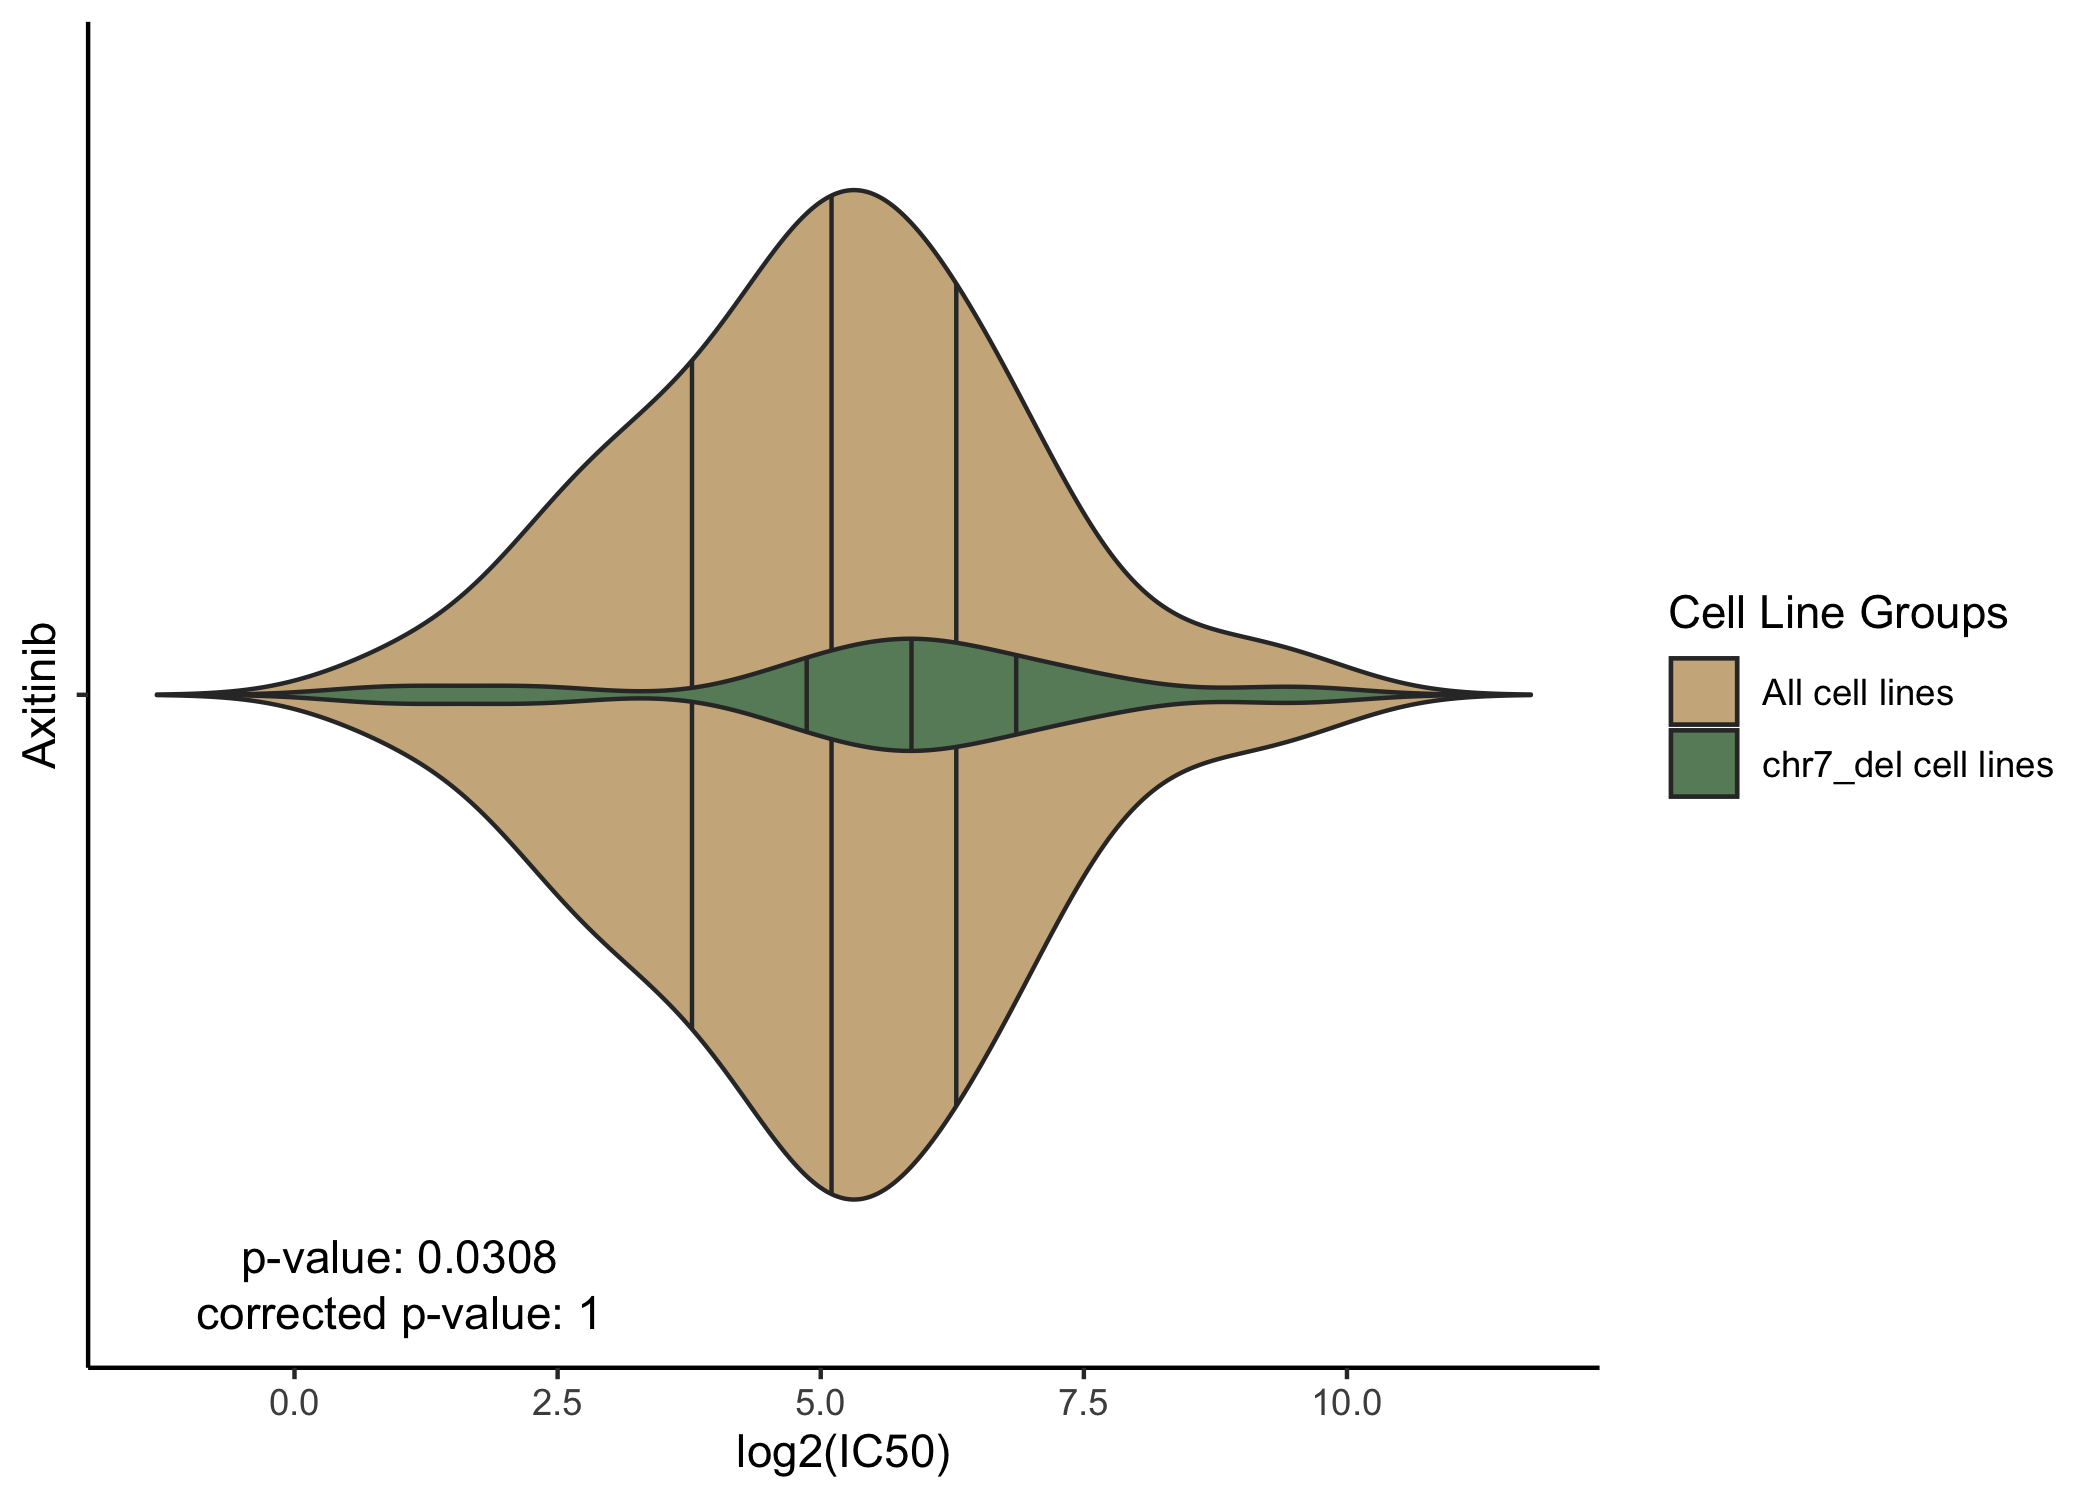 Axitinib
Cell Line Groups
All cell lines
chr7_del cell lines
p-value: 0.0308
corrected p-value: 1
0.0 2.5 5.0 7.5 10.0
log2(IC50)